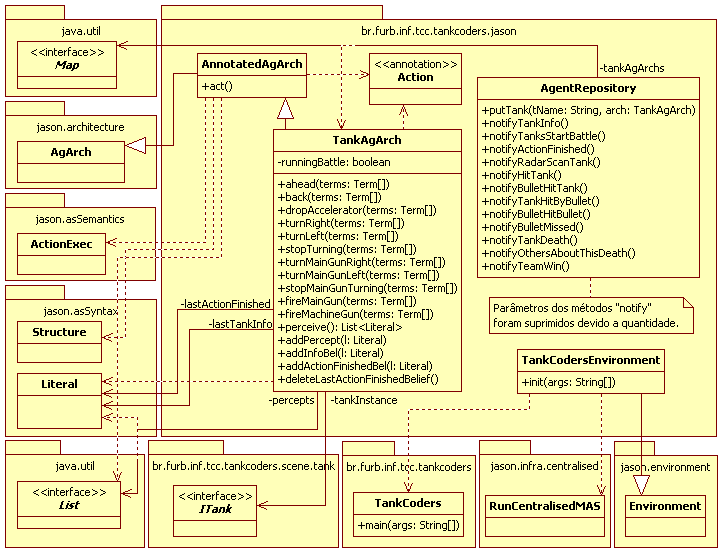 java.util
<<interface>>
Map
jason.architecture
AgArch
jason.asSemantics
ActionExec
jason.asSyntax
Structure
Literal
br.furb.inf.tcc.tankcoders.jason
AnnotatedAgArch
+act()
<<annotation>>
Action
-tankAgArchs
TankAgArch
-runningBattle: boolean
+ahead(terms: Term[])
+back(terms: Term[])
+dropAccelerator(terms: Term[])
+turnRight(terms: Term[])
+turnLeft(terms: Term[])
+stopTurning(terms: Term[])
+turnMainGunRight(terms: Term[])
+turnMainGunLeft(terms: Term[])
+stopMainGunTurning(terms: Term[])
+fireMainGun(terms: Term[])
+fireMachineGun(terms: Term[])
+perceive(): List<Literal>
+addPercept(l: Literal)
+addInfoBel(l: Literal)
+addActionFinishedBel(l: Literal)
+deleteLastActionFinishedBelief()
-lastActionFinished
-lastTankInfo
-percepts
-tankInstance
AgentRepository
+putTank(tName: String, arch: TankAgArch)
+notifyTankInfo()
+notifyTanksStartBattle()
+notifyActionFinished()
+notifyRadarScanTank()
+notifyHitTank()
+notifyBulletHitTank()
+notifyTankHitByBullet()
+notifyBulletHitBullet()
+notifyBulletMissed()
+notifyTankDeath()
+notifyOthersAboutThisDeath()
+notifyTeamWin()
Parâmetros dos métodos "notify"
foram suprimidos devido a quantidade.
TankCodersEnvironment
+init(args: String[])
java.util
<<interface>>
List
br.furb.inf.tcc.tankcoders.scene.tank
<<interface>>
ITank
br.furb.inf.tcc.tankcoders
TankCoders
+main(args: String[])
jason.infra.centralised
RunCentralisedMAS
jason.environment
Environment